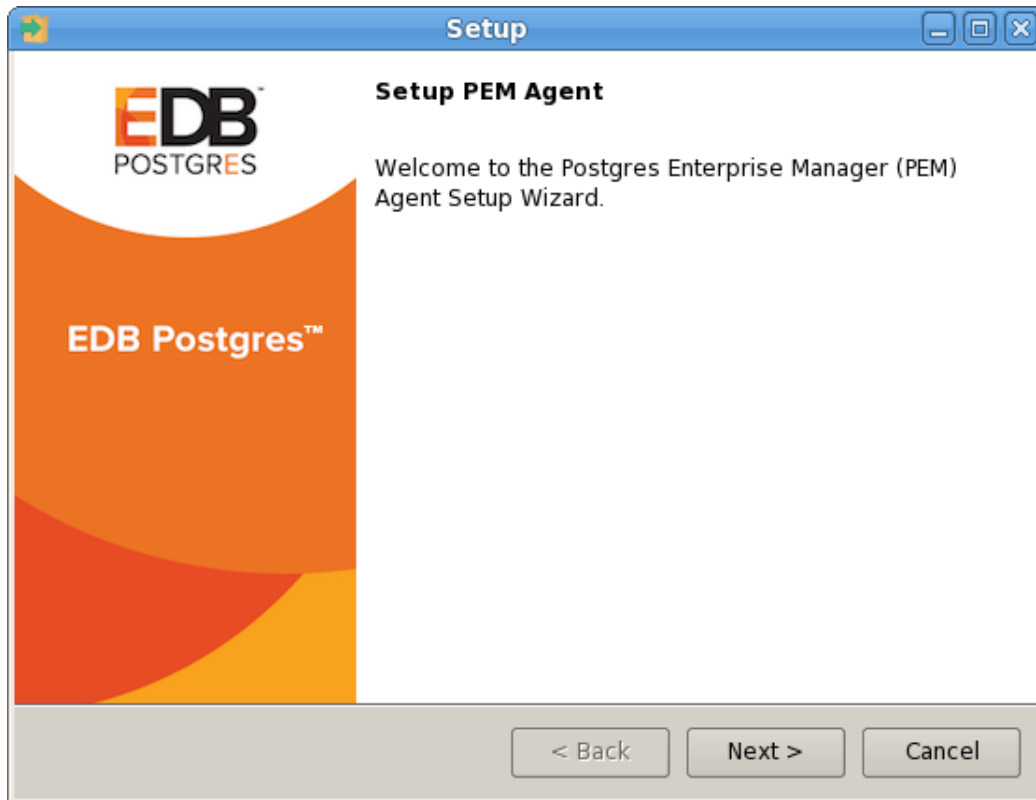 Setup
EDB™
POSTGRES
EDB Postgres™
Setup PEM Agent
Welcome to the Postgres Enterprise Manager (PEM)
Agent Setup Wizard.
< Back
Next >
Cancel